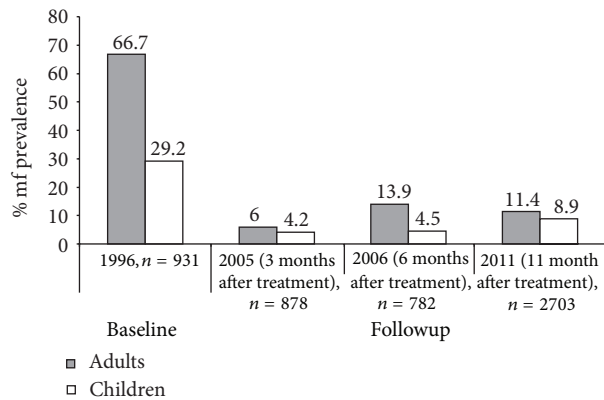 80
70
60
50
40
30
20
10
0
% mf prevalence
66.7
29.2
6
4.2
13.9
4.5
11.4
8.9
1996, n = 931
2005 (3 months
after treatment),
n = 878
2006 (6 months
after treatment),
n = 782
2011 (11 month
after treatment),
n = 2703
Baseline
Followup
Adults
Children